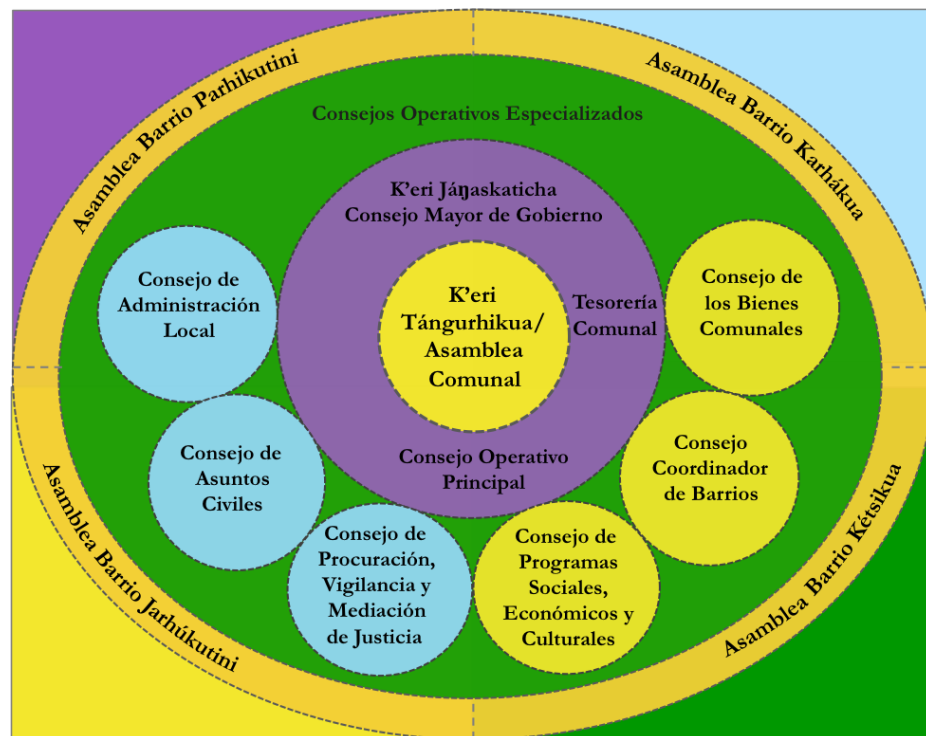 Asamblea Barrio Parhikutini
Asamblea Barrio Karhákua
Consejos Operativos Especializados
K'eri Jáŋaskaticha
Consejo Mayor de Gobierno
K'eri
Tángurhikua/
Asamblea
Comunal
Tesorería
Comunal
Consejo Operativo
Principal
Consejo de
Administración
Local
Consejo de
Asuntos
Civiles
Consejo de
Procuración,
Vigilancia y
Mediación
de Justicia
Consejo de
Programas
Sociales,
Económicos y
Culturales
Consejo
Coordinador
de Barrios
Consejo de
los Bienes
Comunales
Asamblea Barrio Jarhúkutini
Asamblea Barrio Kétsikua